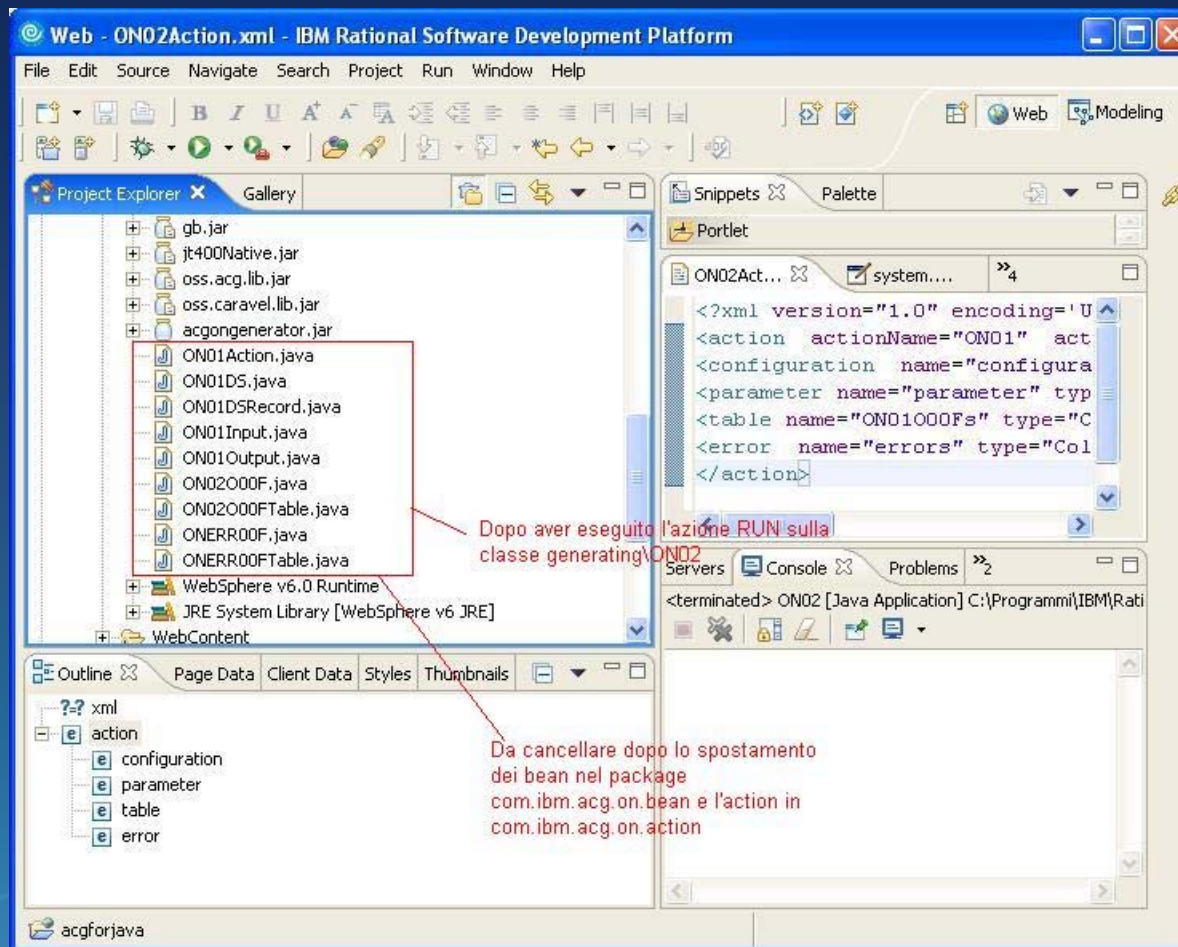 Web - ON02Action.xml - IBM Rational Software Development Platform
File Edit Source Navigate Search Project Run Window Help
B I U A+ A-
Web
Modeling
Project Explorer
Gallery
gb.jar
jt400Native.jar
oss.acg.lib.jar
oss.caravel.lib.jar
acgongenerator.jar
ON01Action.java
ON01DS.java
ON01DSRecord.java
ON01Input.java
ON01Output.java
ON02O00F.java
ON02O00FTable.java
ONERR00F.java
ONERR00FTable.java
WebSphere v6.0 Runtime
JRE System Library [WebSphere v6 JRE]
WebContent
Snippets
Palette
Portlet
ON02Act...
system....
»4
<?xml version="1.0" encoding='U
<action actionName="ON01" act
<configuration name="configura
<parameter name="parameter" typ
<table name="ON01O00Fs" type="C
<error name="errors" type="Col
</action>
Dopo aver eseguito l'azione RUN sulla
classe generating\ON02
Servers
Console
Problems
»2
<terminated> ON02 [Java Application] C:\Programmi\IBM\Rati
Outline
Page Data
Client Data
Styles
Thumbnails
?=? xml
e action
e configuration
e parameter
e table
e error
Da cancellare dopo lo spostamento
dei bean nel package
com.ibm.acg.on.bean e l'action in
com.ibm.acg.on.action
acgforjava